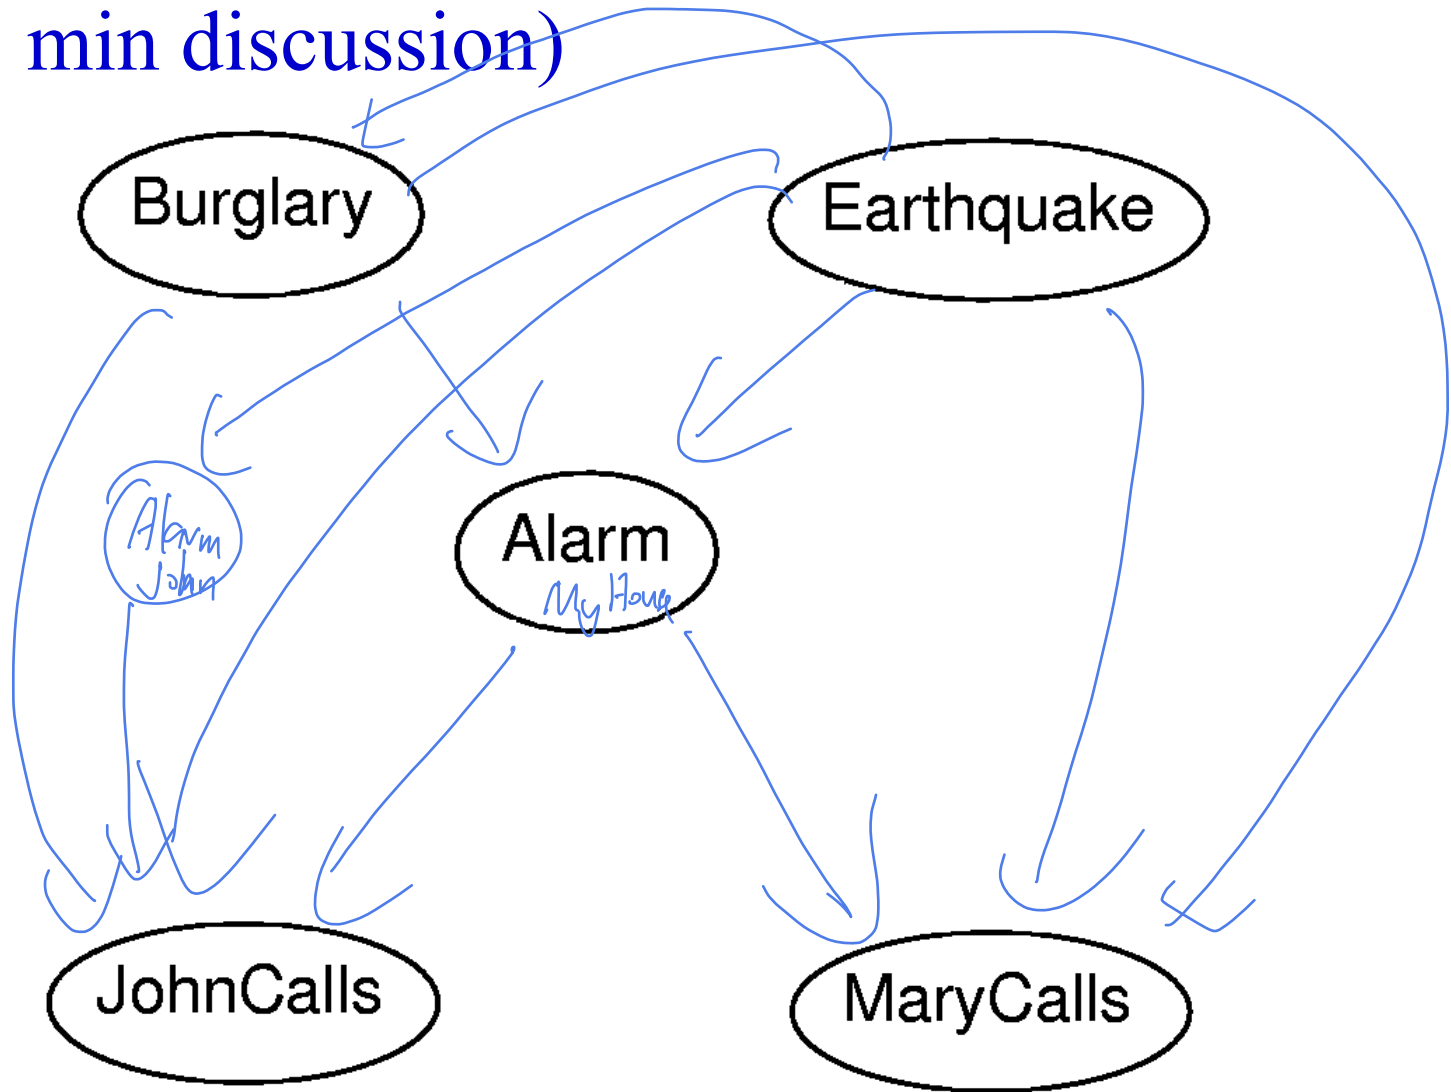 min discussion)
Burglary
Earthquake
Alarm
John
Alarm
My House
JohnCalls
MaryCalls